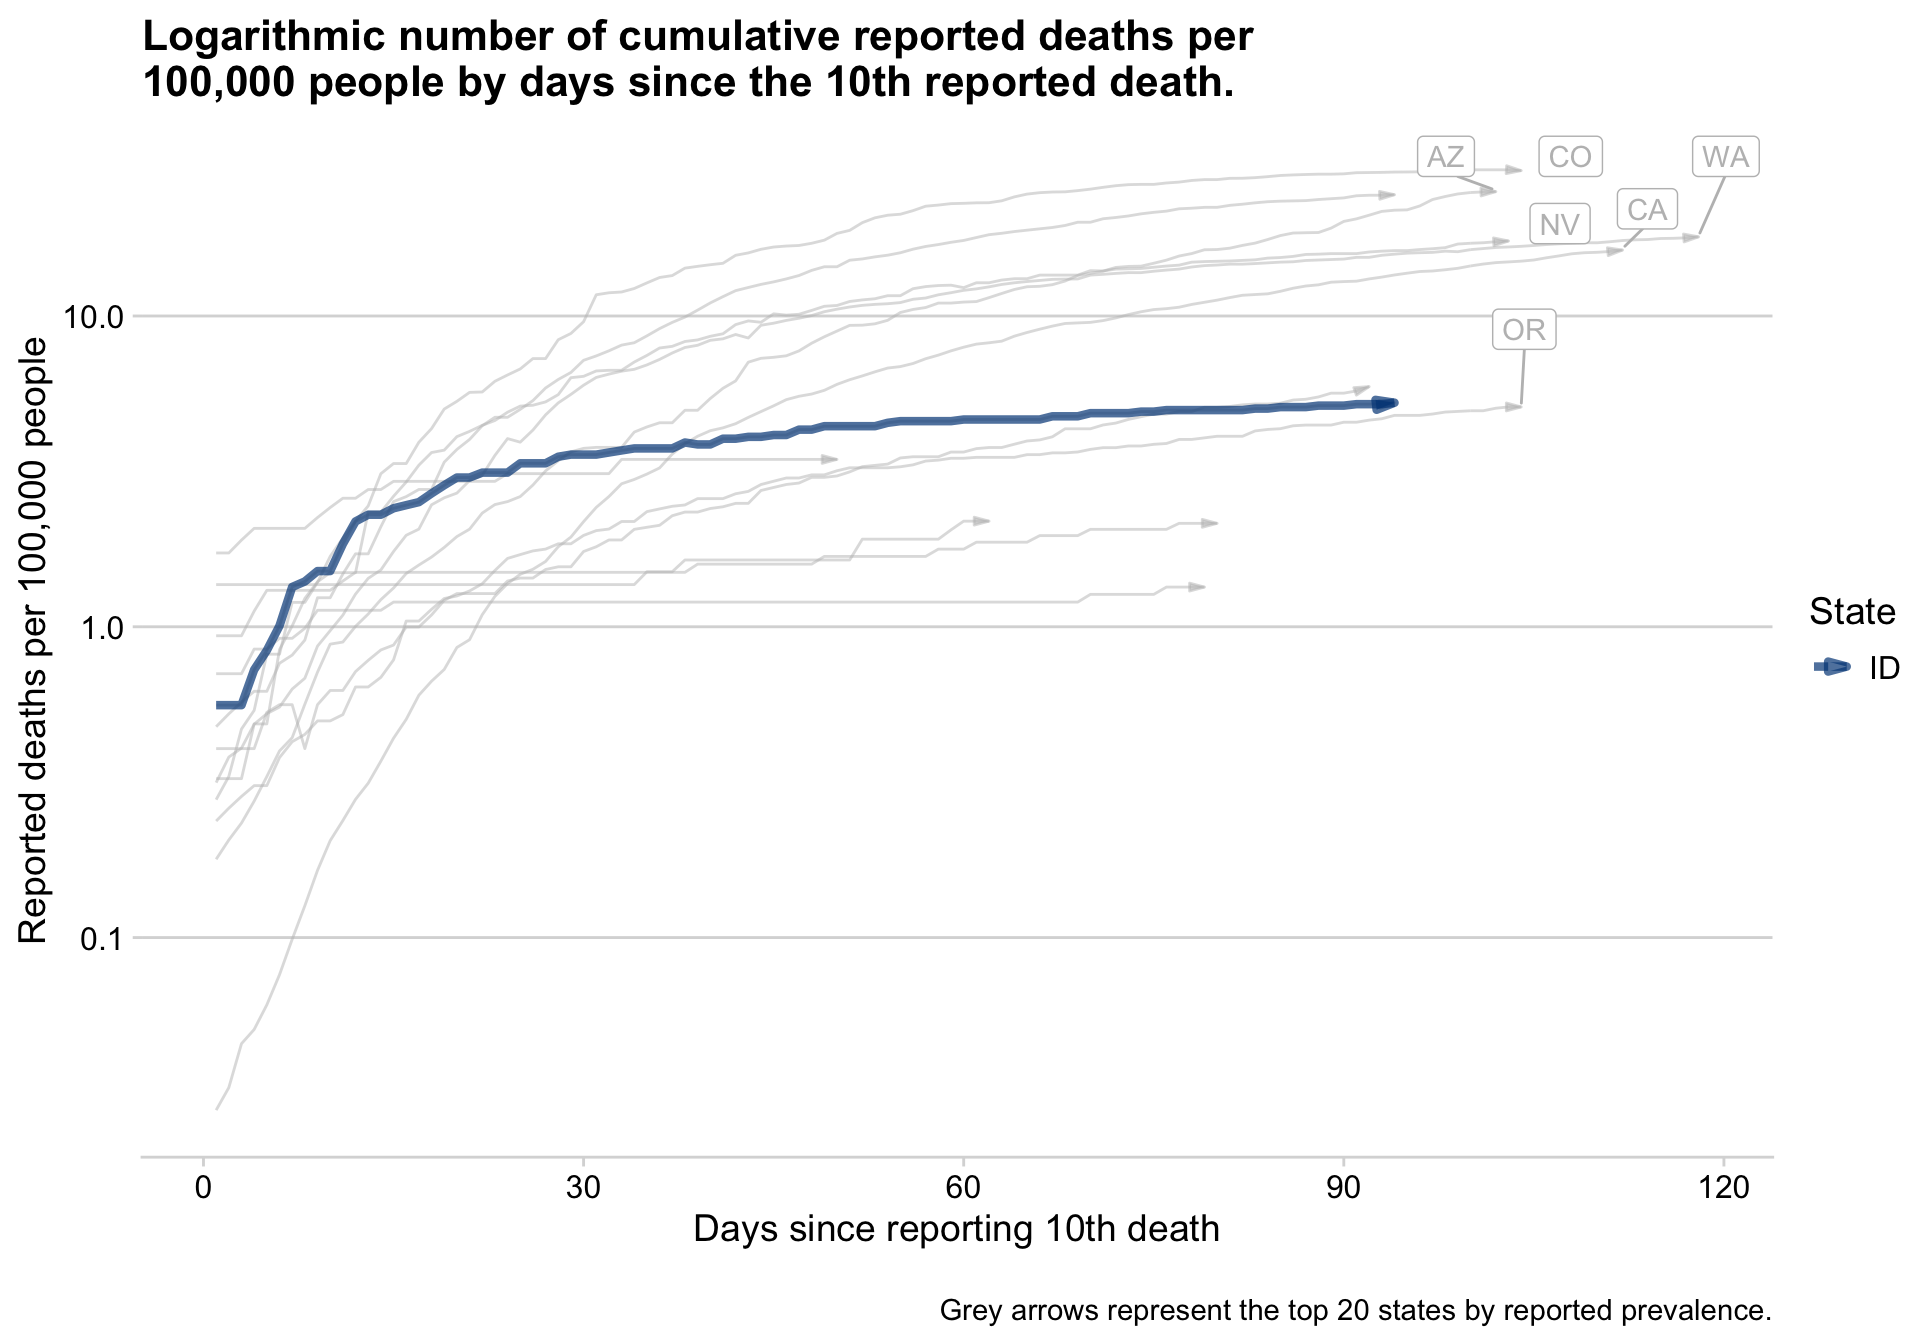 Logarithmic number of cumulative reported deaths per
100,000 people by days since the 10th reported death.
AZ
CO
WA
CA
NV
OR
10.0
1.0
0.1
Reported deaths per 100,000 people
State
ID
0
30
60
90
120
Days since reporting 10th death
Grey arrows represent the top 20 states by reported prevalence.